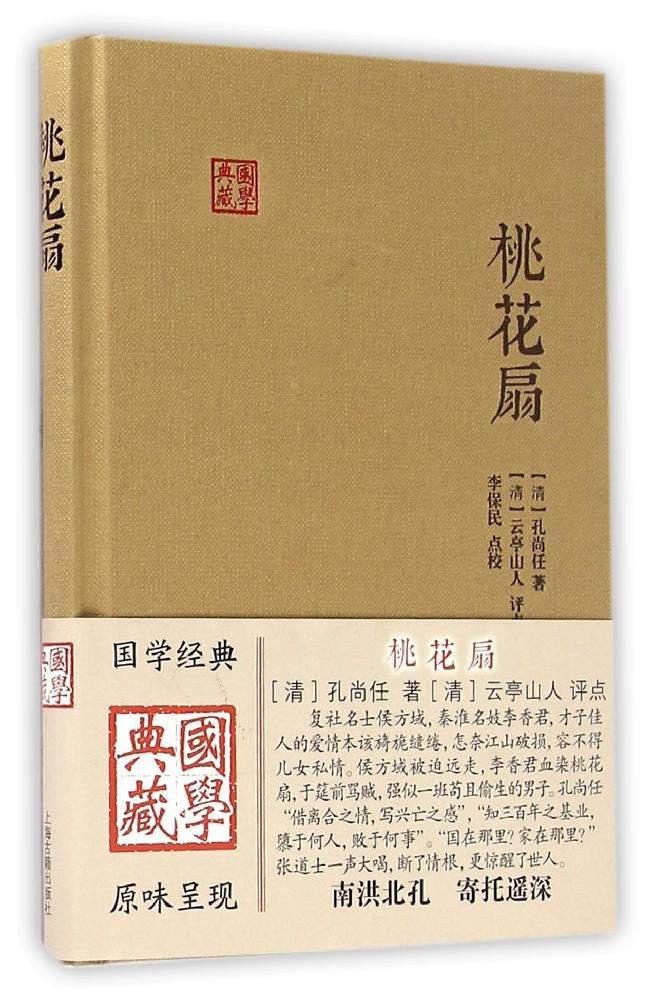 桃花扇
國學
典藏
桃花扇
[清]孔尚任 著
[清]云亭山人 评点
李保民 点校
國學
典藏
上海古籍出版社
国学经典
國學
典藏
原味呈现
桃花扇
[清]孔尚任 著[清]云亭山人 评点
复社名士侯方域,秦淮名妓李香君,才子佳
人的爱情本该旖旎缱绻,怎奈江山破损,容不得
儿女私情。侯方域被迫远走,李香君血染桃花
扇,于筵前骂贼,强似一班苟且偷生的男子。孔尚任
“借离合之情,写兴亡之感”,“知三百年之基业,
隳于何人,败于何事”。“国在那里?家在那里?”
张道士一声大喝,断了情根,更惊醒了世人。
南洪北孔 寄托遥深